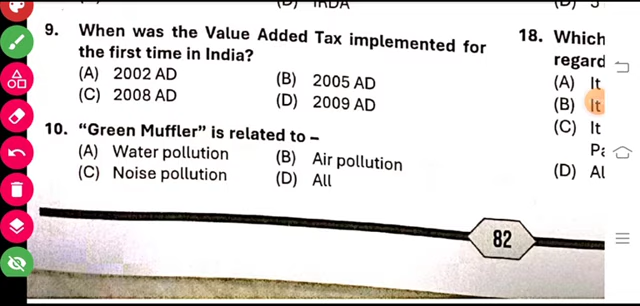 9. When was the Value Added Tax implemented for
the first time in India?
(A) 2002 AD (B) 2005 AD
(C) 2008 AD (D) 2009 AD
10. “Green Muffler” is related to –
(A) Water pollution (B) Air pollution
(C) Noise pollution (D) All
82
18. Which
regard
(A) It
(B) It
(C) It
(D) Al